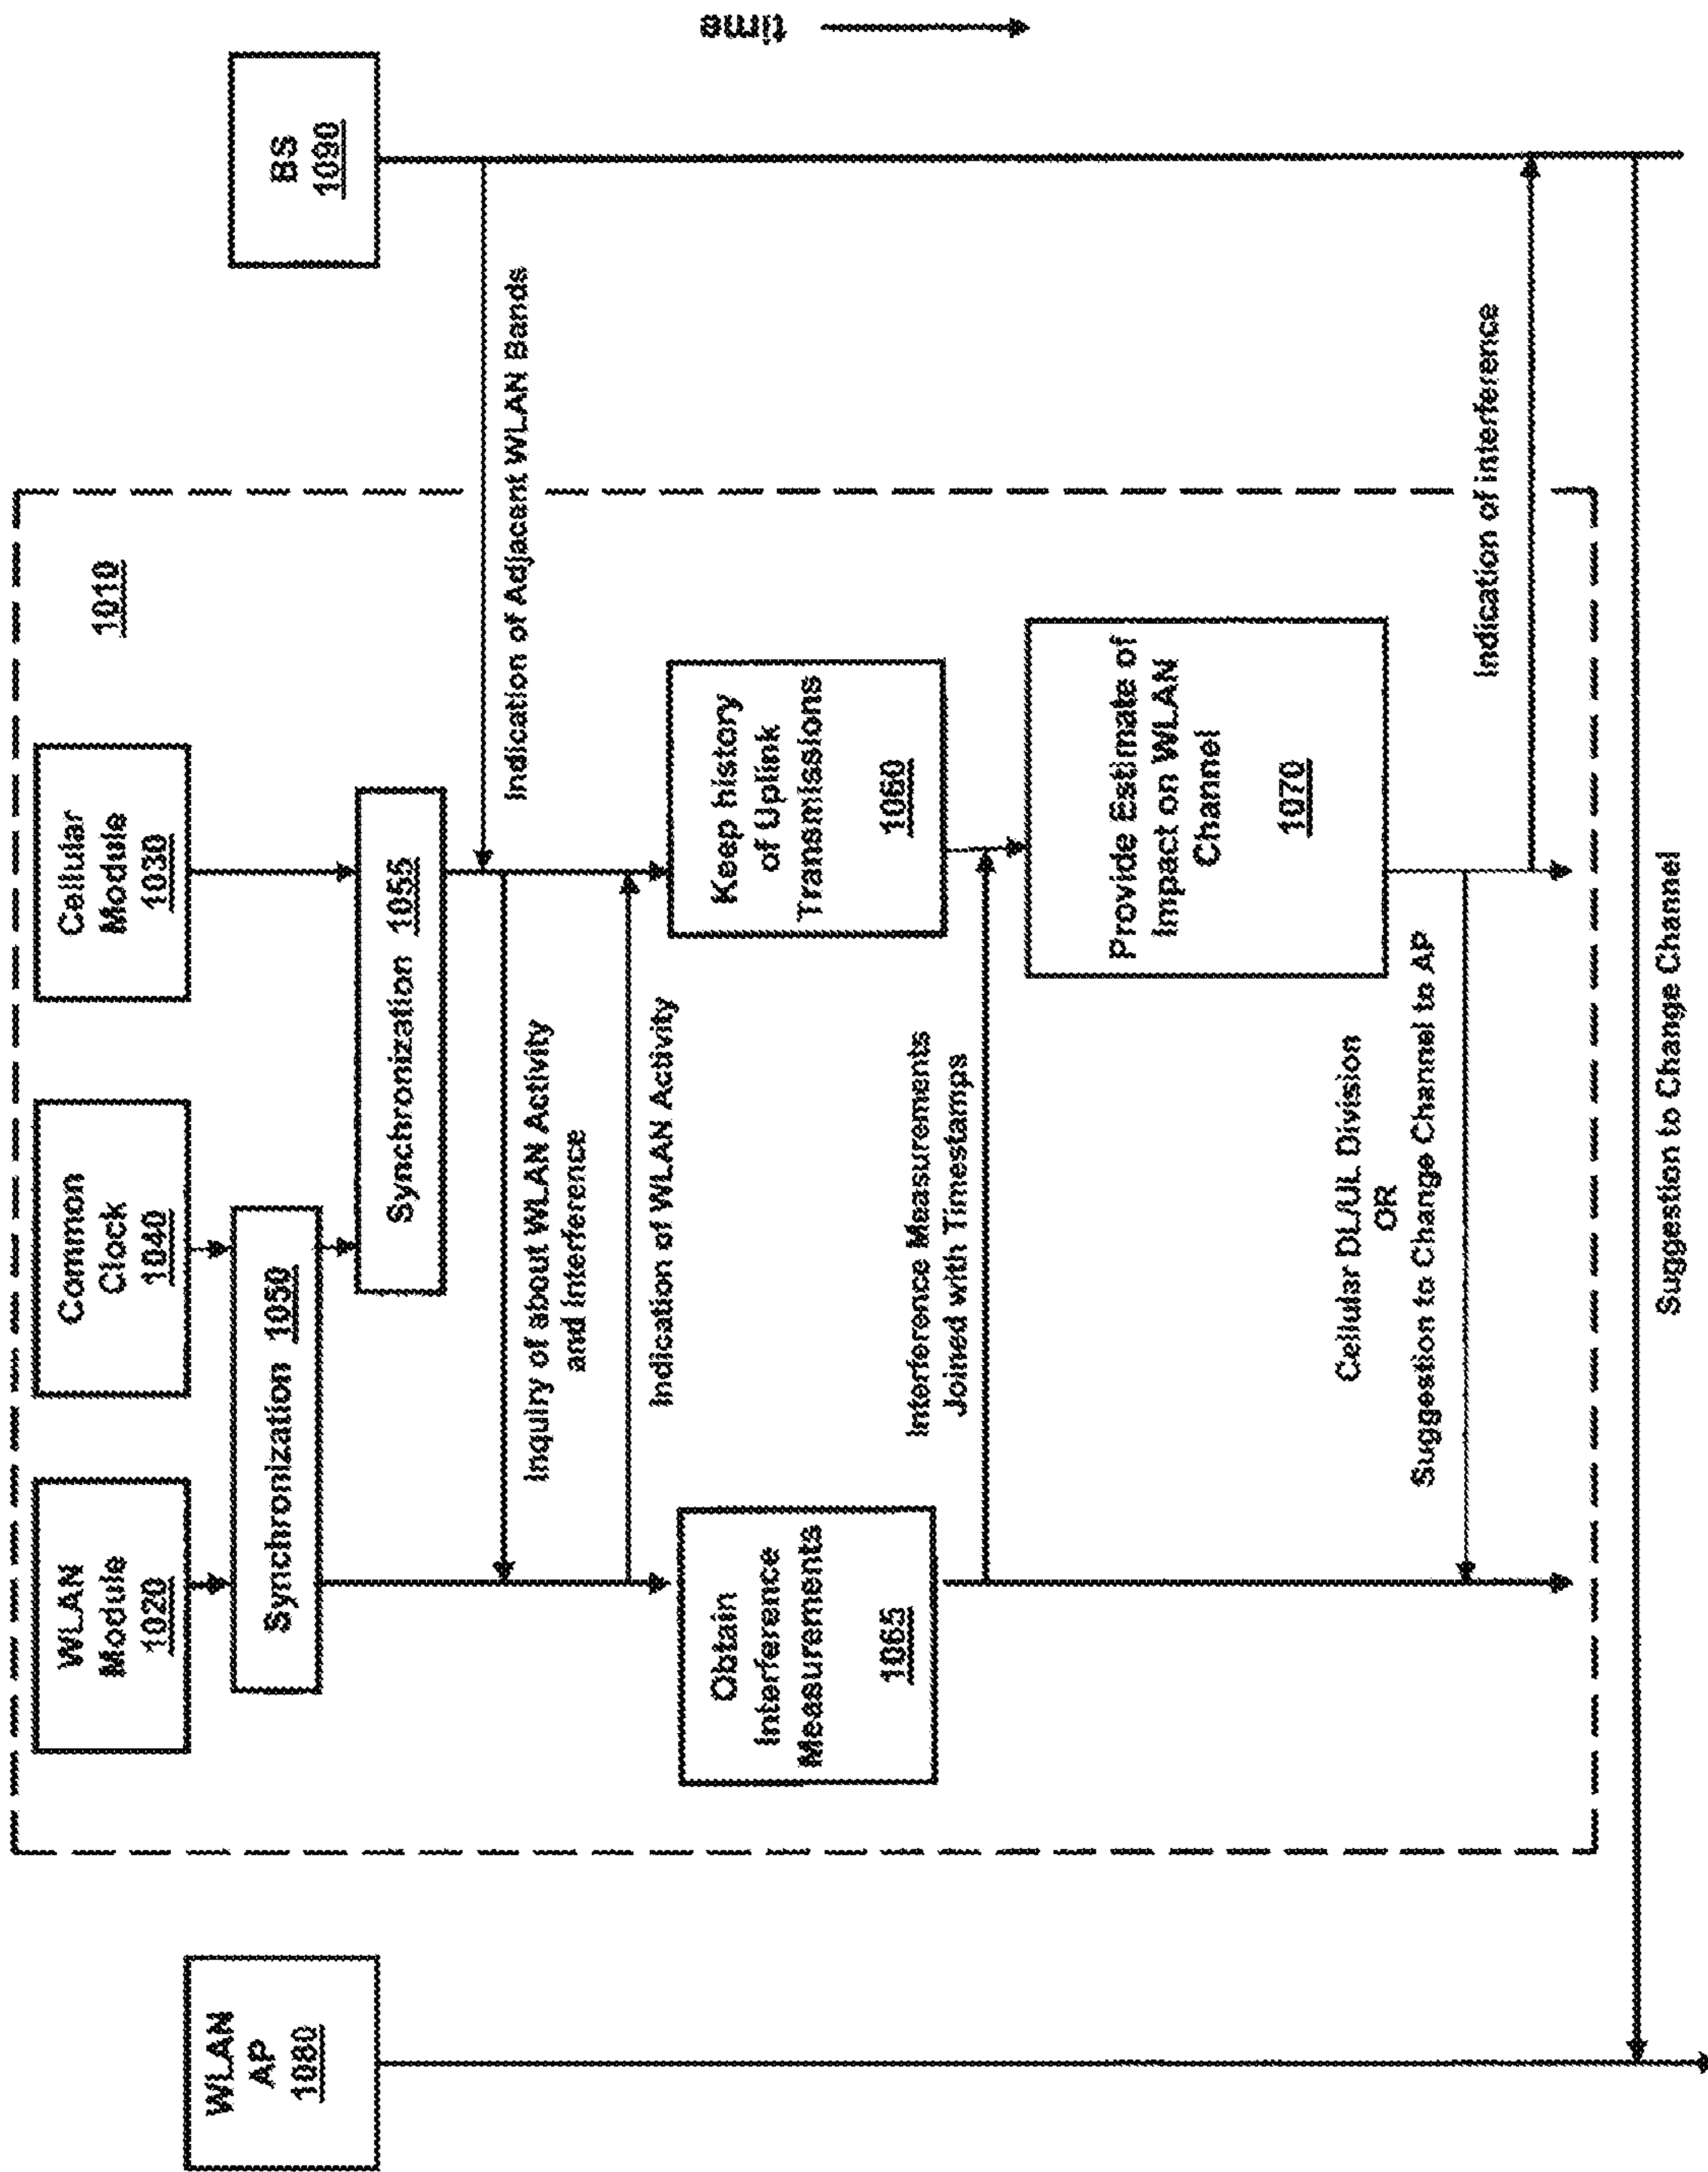 WLAN
AP
1080
WLAN
Module
1020
Common
Clock
1040
Cellular
Module
1030
1010
BS
1090
time
Synchronization 1050
Synchronization 1055
Indication of Adjacent WLAN Bands
Inquiry of about WLAN Activity
and Interference
Indication of WLAN Activity
Obtain
Interference
Measurements
1065
Keep history
of Uplink
Transmissions
1060
Interference Measurements
Joined with Timestamps
Provide Estimate of
Impact on WLAN
Channel
1070
Cellular DL/UL Division
OR
Suggestion to Change Channel to AP
Indication of interference
Suggestion to Change Channel